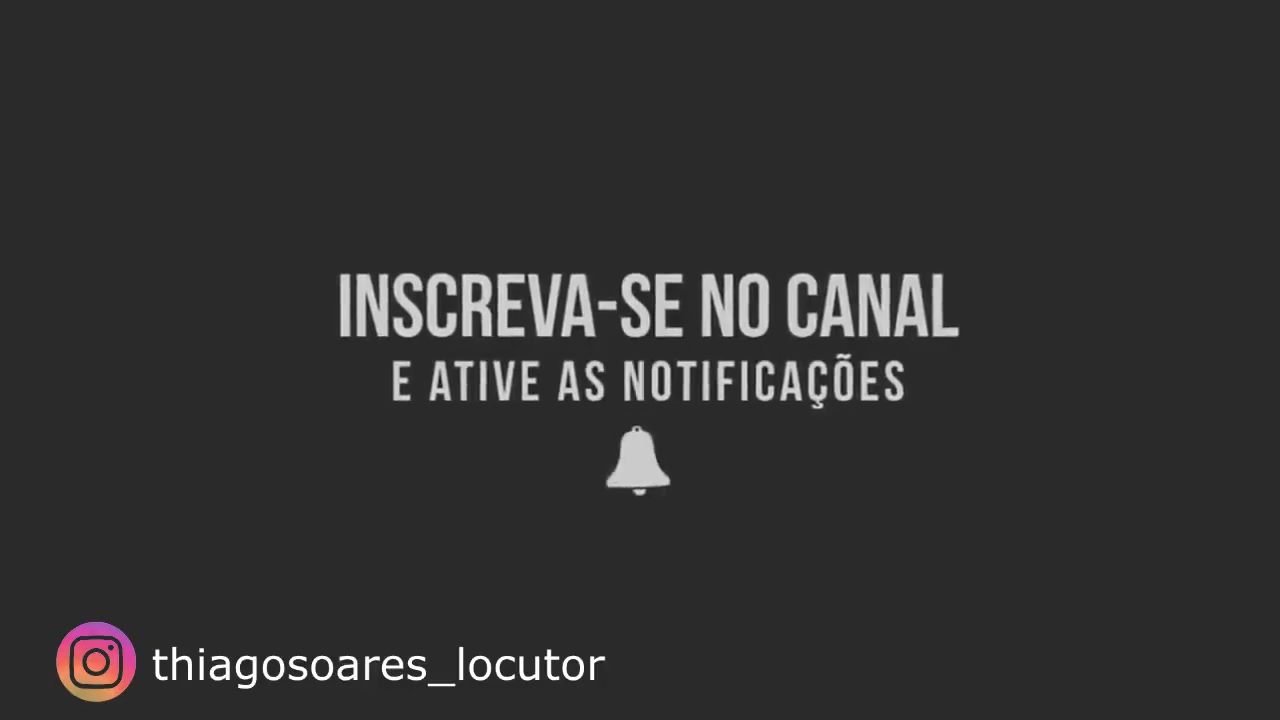 INSCREVA-SE NO CANAL
E ATIVE AS NOTIFICAÇÕES
thiagosoares_locutor